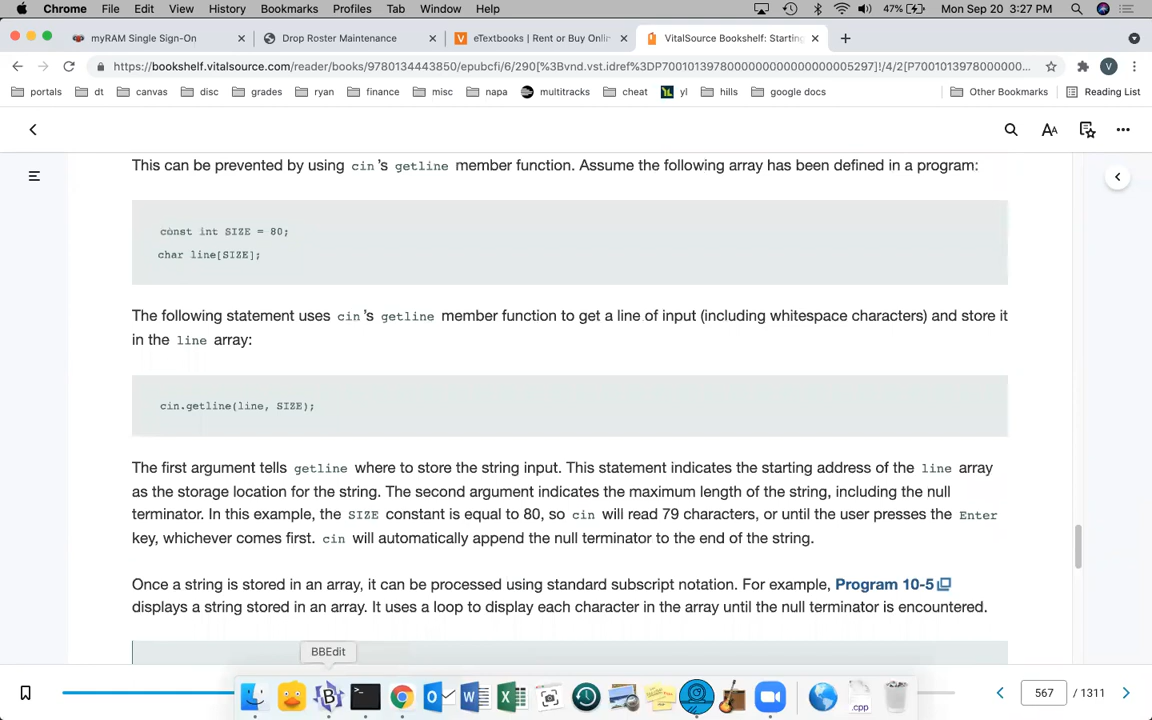 Chrome File Edit View History Bookmarks Profiles Tab Window Help 47% Mon Sep 20 3:27 PM
myRAM Single Sign-On Drop Roster Maintenance eTextbooks | Rent or Buy Onlin VitalSource Bookshelf: Starting
https://bookshelf.vitalsource.com/reader/books/9780134443850/epubcfi/6/290[%3Bvnd.vst.idref%3DP70010139780000000000000000005297]!/4/2[P7001013978000000...
portals dt canvas disc grades ryan finance misc napa multitracks cheat yl hills google docs Other Bookmarks Reading List
This can be prevented by using cin's getline member function. Assume the following array has been defined in a program:
const int SIZE = 80;
char line[SIZE];
The following statement uses cin's getline member function to get a line of input (including whitespace characters) and store it
in the line array:
cin.getline(line, SIZE);
The first argument tells getline where to store the string input. This statement indicates the starting address of the line array
as the storage location for the string. The second argument indicates the maximum length of the string, including the null
terminator. In this example, the SIZE constant is equal to 80, so cin will read 79 characters, or until the user presses the Enter
key, whichever comes first. cin will automatically append the null terminator to the end of the string.
Once a string is stored in an array, it can be processed using standard subscript notation. For example, Program 10-5
displays a string stored in an array. It uses a loop to display each character in the array until the null terminator is encountered.
BBEdit
567 / 1311
.cpp